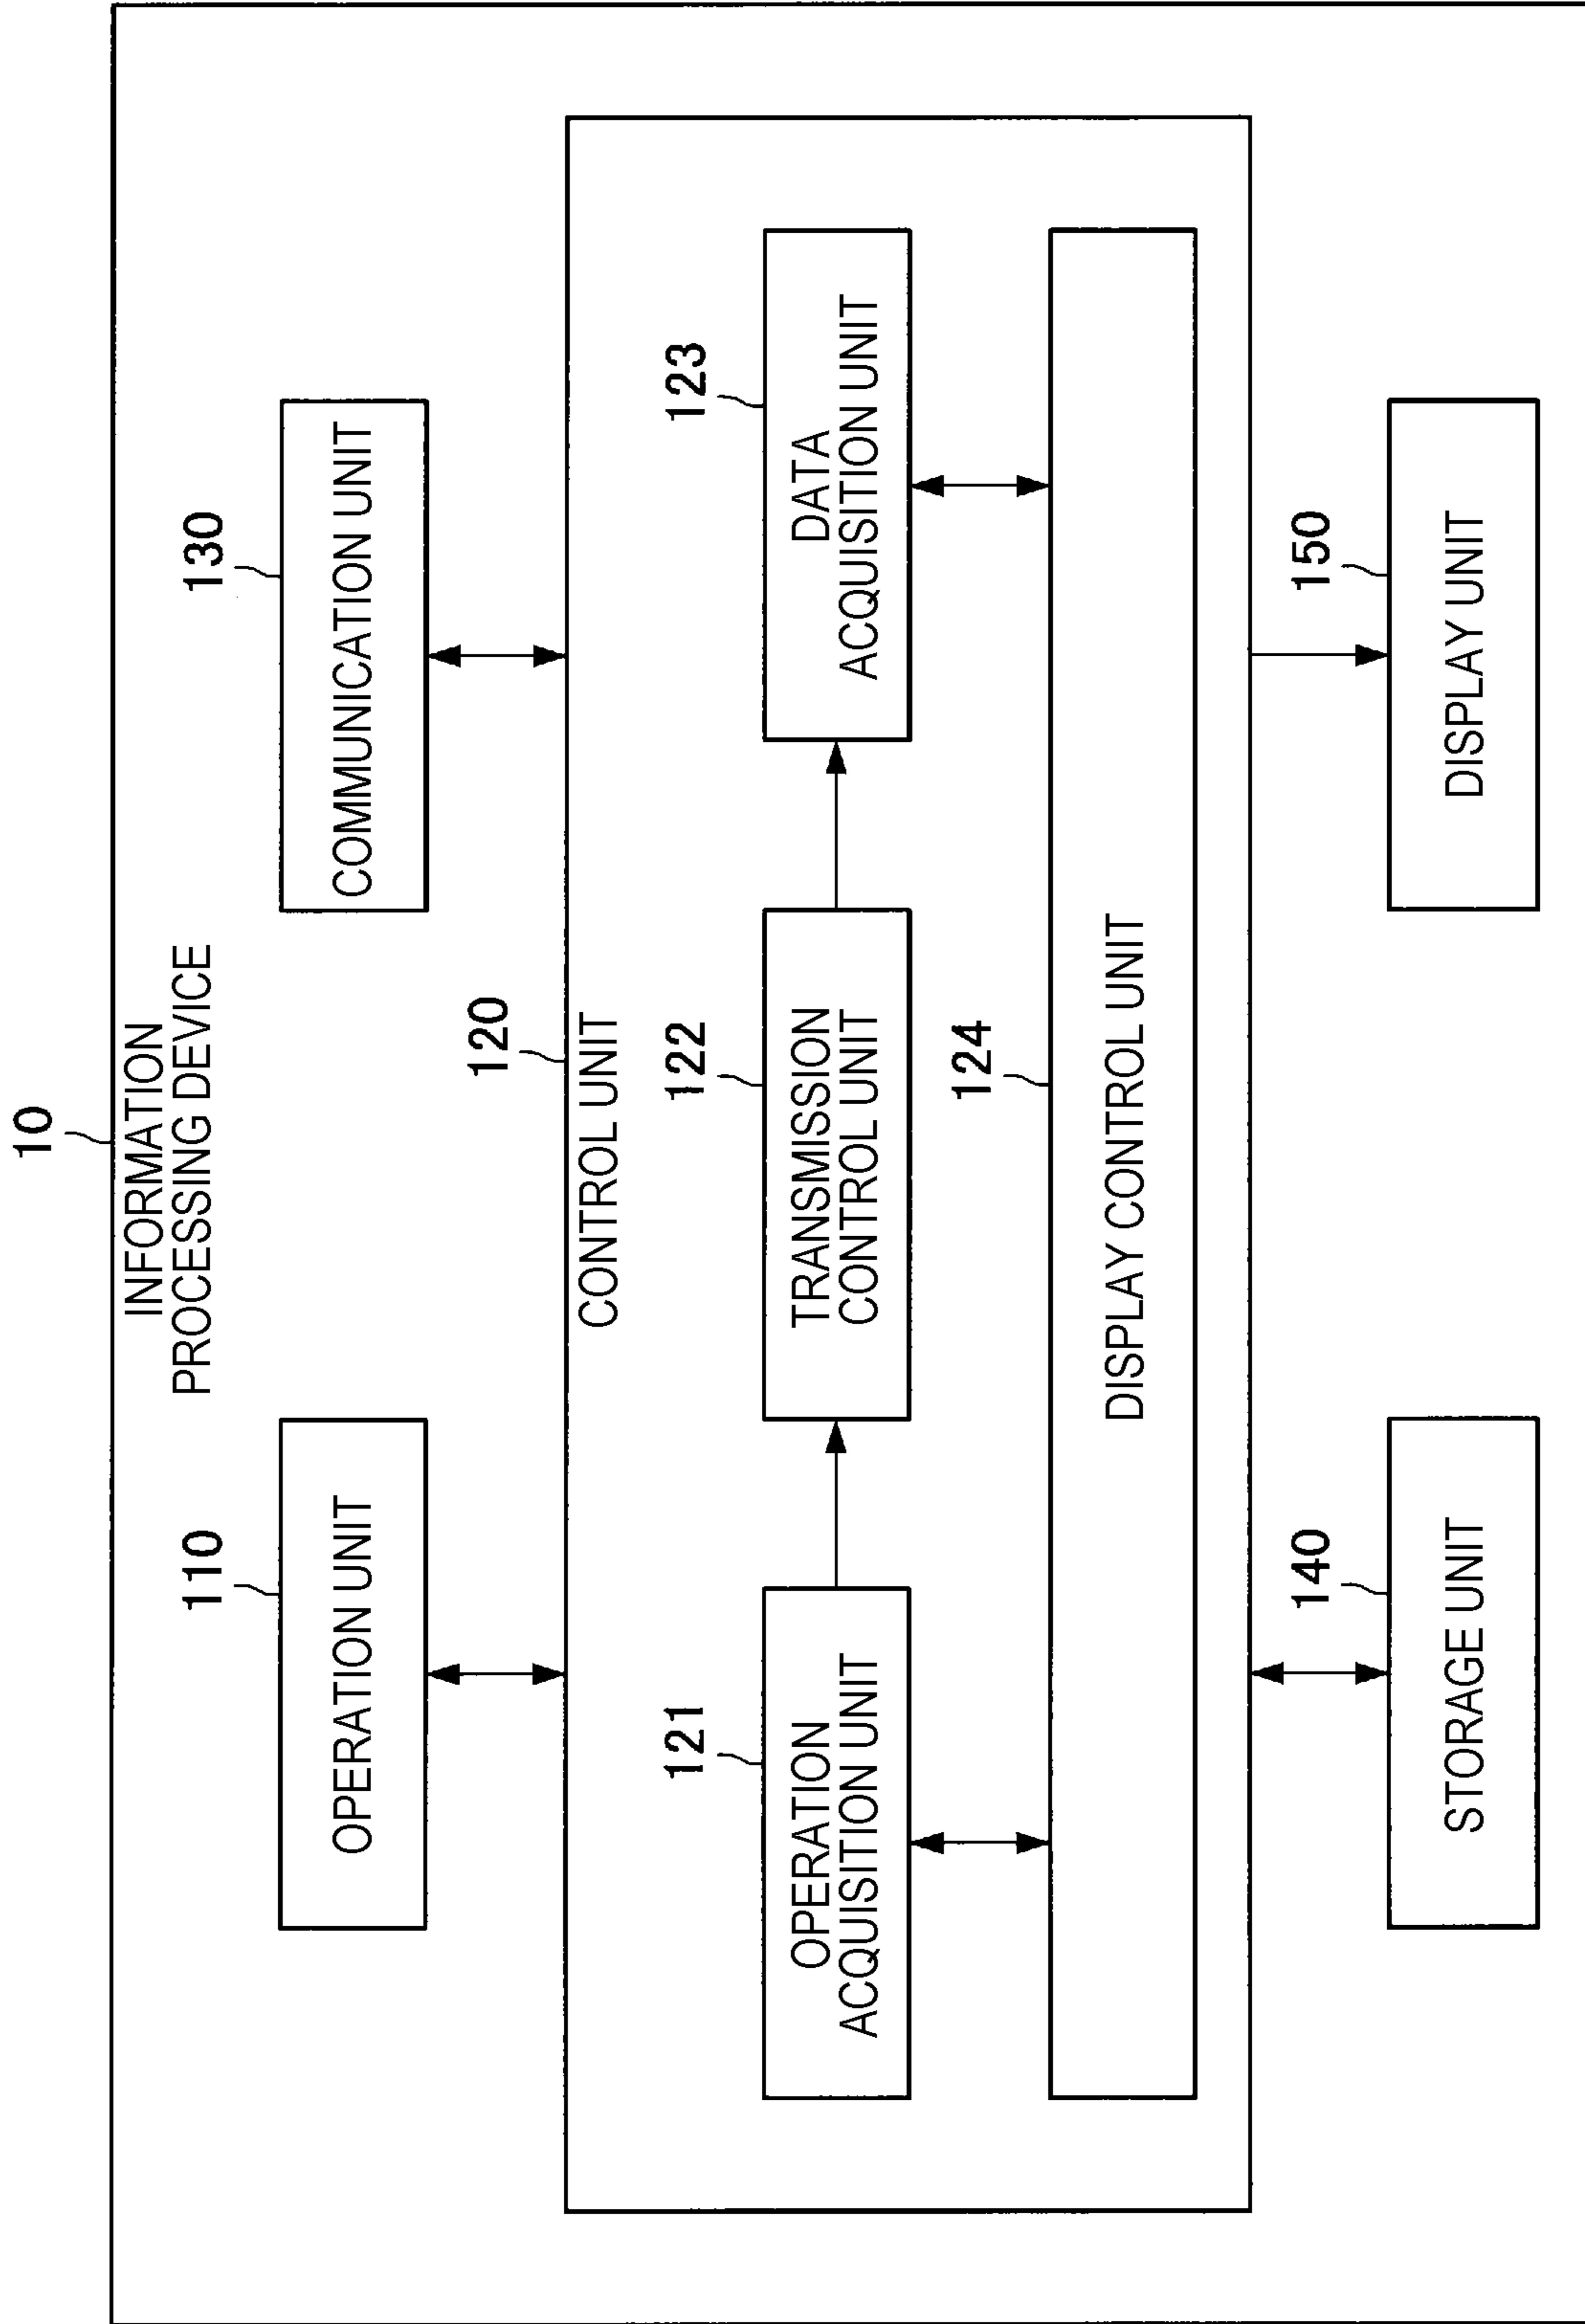 10
INFORMATION
PROCESSING DEVICE
110
OPERATION UNIT
130
COMMUNICATION UNIT
120
CONTROL UNIT
121
OPERATION
ACQUISITION UNIT
122
TRANSMISSION
CONTROL UNIT
123
DATA
ACQUISITION UNIT
124
DISPLAY CONTROL UNIT
140
STORAGE UNIT
150
DISPLAY UNIT